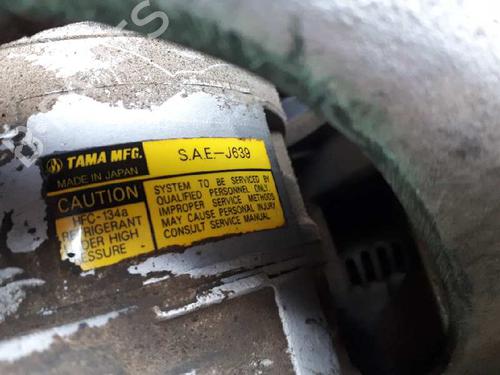 TAMA MFG.
MADE IN JAPAN
S.A.E.-J639
CAUTION
HFC-134a
REFRIGERANT
UNDER HIGH
PRESSURE
SYSTEM TO BE SERVICED BY
QUALIFIED PERSONNEL ONLY.
IMPROPER SERVICE METHODS
MAY CAUSE PERSONAL INJURY
CONSULT SERVICE MANUAL